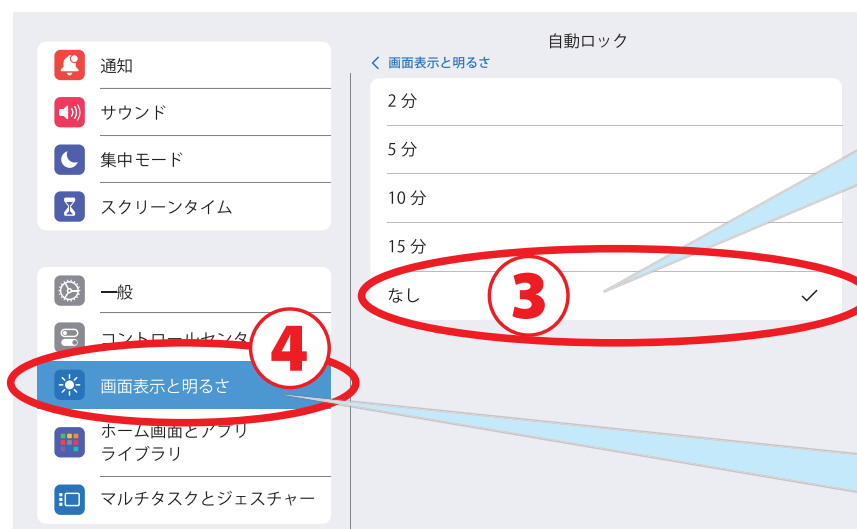 自動ロック
画面表示と明るさ
2 分
5 分
10 分
15 分
なし
3
通知
サウンド
集中モード
スクリーンタイム
一般
コントロールセンタ
4
画面表示と明るさ
ホーム画面とアプリ
ライブラリ
マルチタスクとジェスチャー